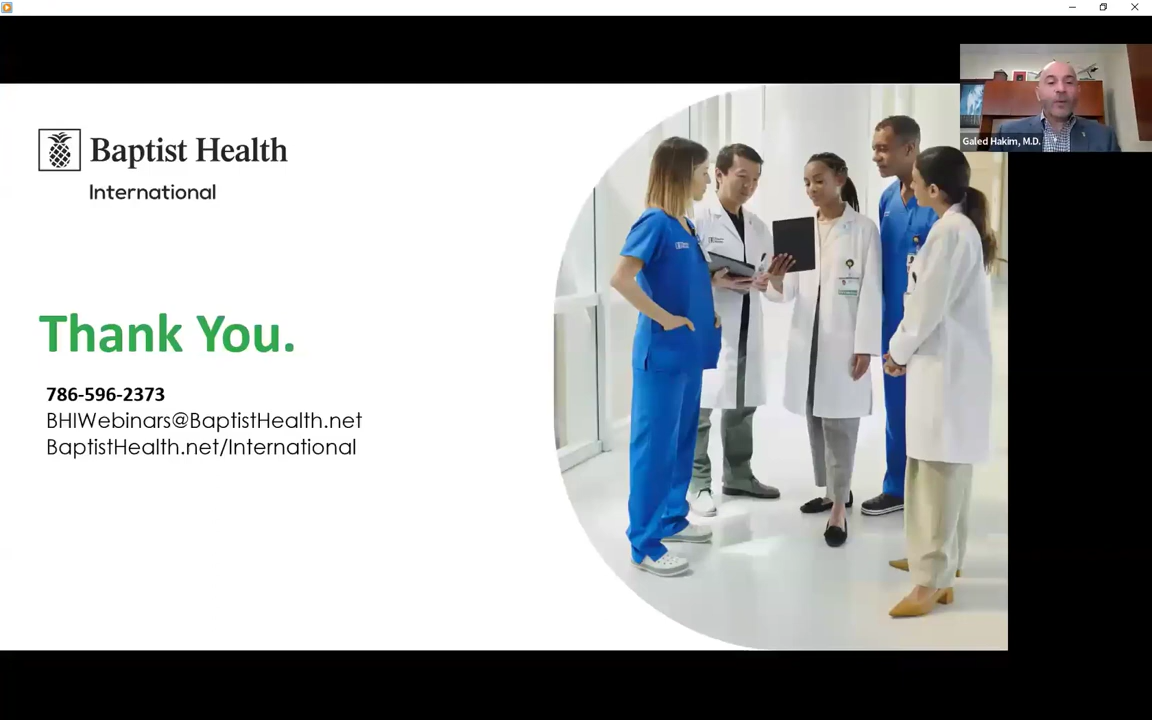 Baptist Health
International
Thank You.
786-596-2373
BHIWebinars@BaptistHealth.net
BaptistHealth.net/International
Galed Hakim, M.D.